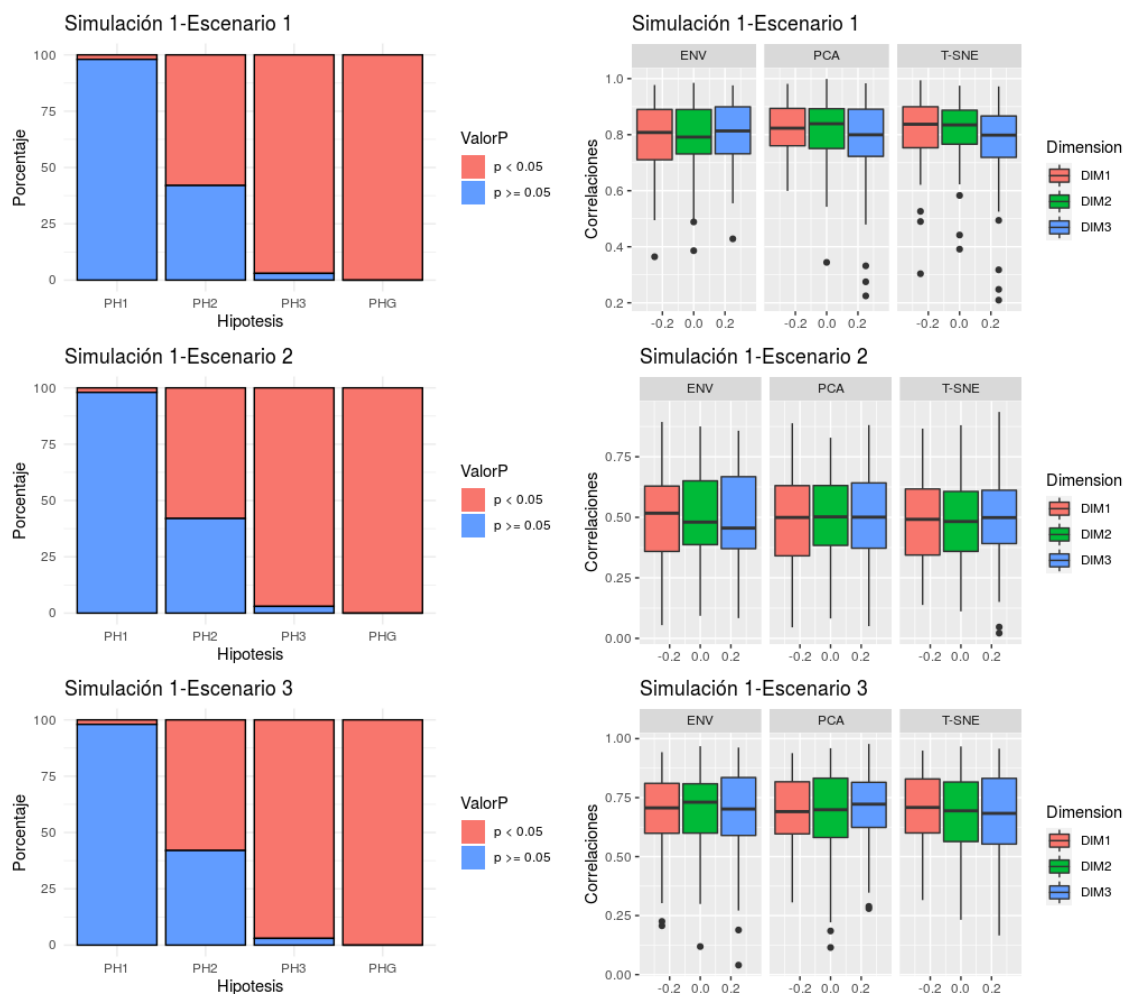 Simulación 1-Escenario 1
Porcentaje
100
75
50
25
0
PH1 PH2 PH3 PHG
Hipotesis
ValorP
p < 0.05
p >= 0.05
Simulación 1-Escenario 1
ENV PCA T-SNE
Correlaciones
1.0
0.8
0.6
0.4
0.2
-0.2 0.0 0.2 -0.2 0.0 0.2 -0.2 0.0 0.2
Dimension
DIM1
DIM2
DIM3
Simulación 1-Escenario 2
Porcentaje
100
75
50
25
0
PH1 PH2 PH3 PHG
Hipotesis
ValorP
p < 0.05
p >= 0.05
Simulación 1-Escenario 2
ENV PCA T-SNE
Correlaciones
0.75
0.50
0.25
0.00
-0.2 0.0 0.2 -0.2 0.0 0.2 -0.2 0.0 0.2
Dimension
DIM1
DIM2
DIM3
Simulación 1-Escenario 3
Porcentaje
100
75
50
25
0
PH1 PH2 PH3 PHG
Hipotesis
ValorP
p < 0.05
p >= 0.05
Simulación 1-Escenario 3
ENV PCA T-SNE
Correlaciones
1.00
0.75
0.50
0.25
0.00
-0.2 0.0 0.2 -0.2 0.0 0.2 -0.2 0.0 0.2
Dimension
DIM1
DIM2
DIM3